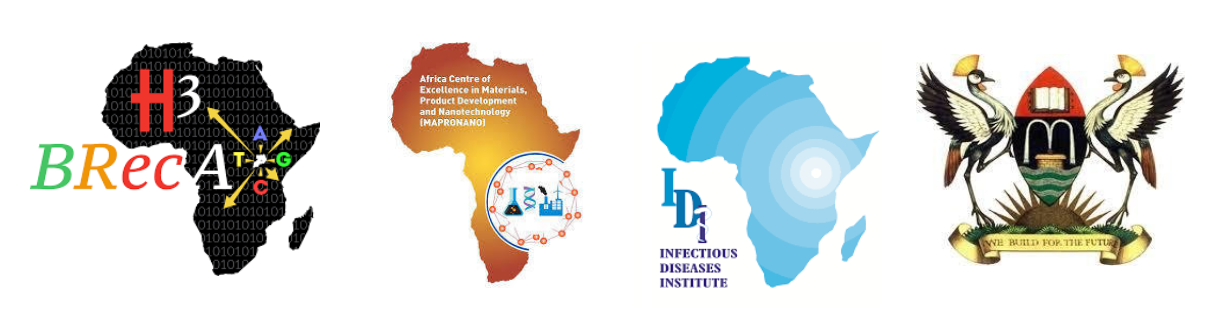 H3
BRecA
A
T G
C
Africa Centre of
Excellence in Materials,
Product Development
and Nanotechnology
(MAPRONANO)
IDI
INFECTIOUS
DISEASES
INSTITUTE
WE BUILD FOR THE FUTURE